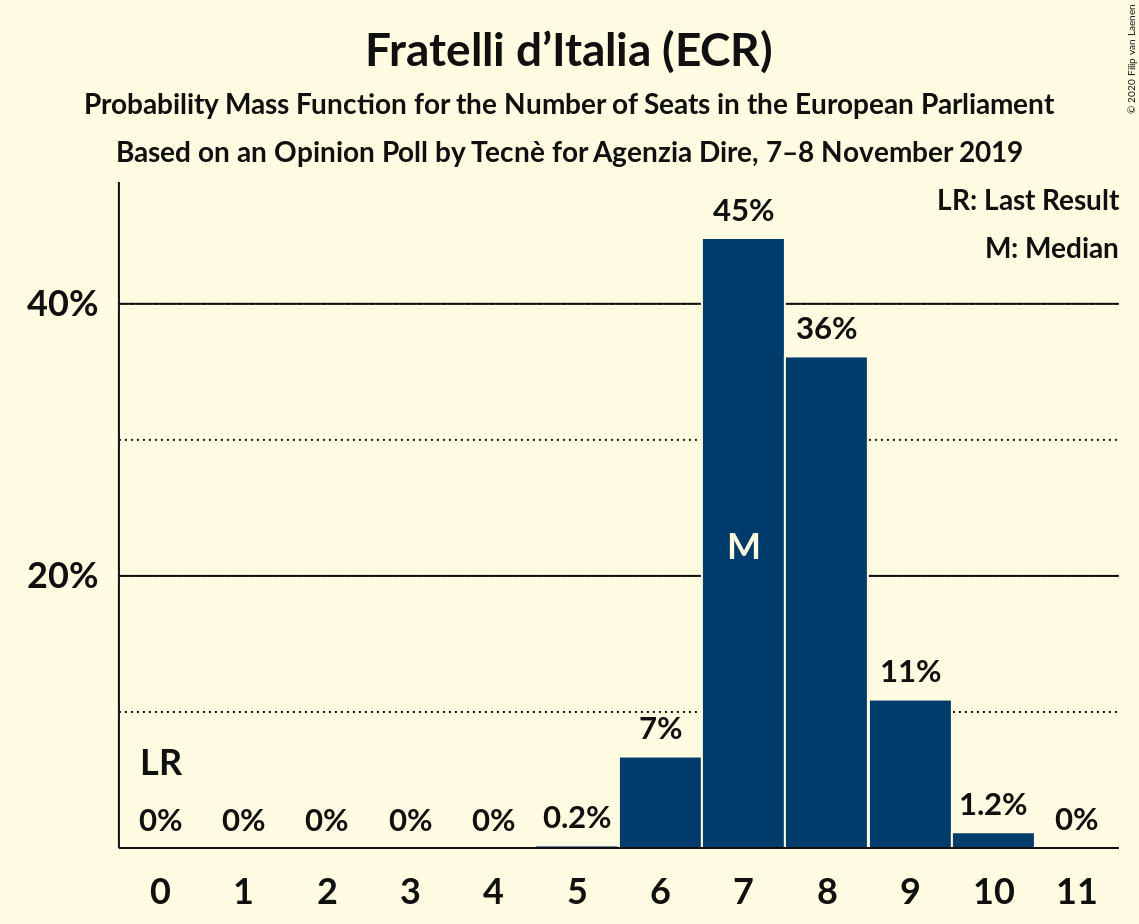 Fratelli d’Italia (ECR)
Probability Mass Function for the Number of Seats in the European Parliament
Based on an Opinion Poll by Tecnè for Agenzia Dire, 7–8 November 2019
© 2020 Filip van Laenen
LR: Last Result
M: Median
45%
40%
36%
M
20%
11%
7%
LR
0% 0% 0% 0% 0% 0.2% 1.2% 0%
0 1 2 3 4 5 6 7 8 9 10 11